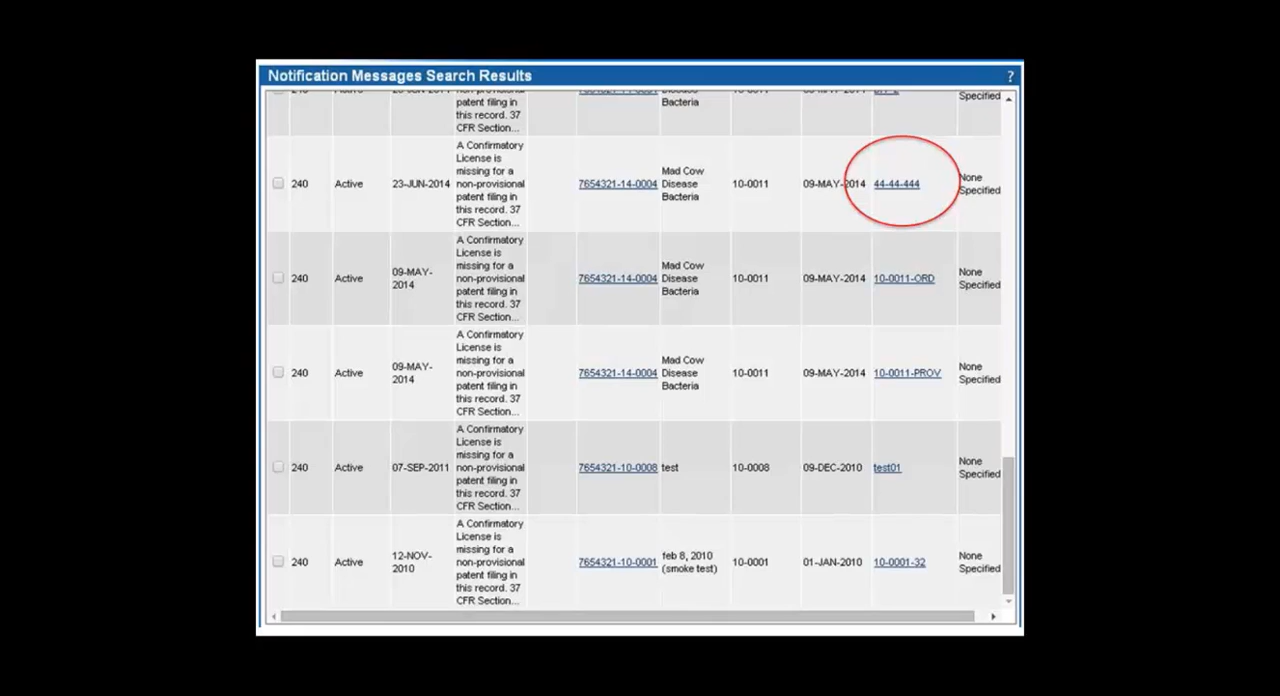 Notification Messages Search Results ?
non-provisional
patent filing in
this record. 37
CFR Section...
Bacteria
10-0011
Specified
240
Active
23-JUN-2014
A Confirmatory
License is
missing for a
non-provisional
patent filing in
this record. 37
CFR Section...
7654321-14-0004
Mad Cow
Disease
Bacteria
10-0011
09-MAY-2014
44-44-444
None
Specified
240
Active
09-MAY-
2014
A Confirmatory
License is
missing for a
non-provisional
patent filing in
this record. 37
CFR Section...
7654321-14-0004
Mad Cow
Disease
Bacteria
10-0011
09-MAY-2014
10-0011-ORD
None
Specified
240
Active
09-MAY-
2014
A Confirmatory
License is
missing for a
non-provisional
patent filing in
this record. 37
CFR Section...
7654321-14-0004
Mad Cow
Disease
Bacteria
10-0011
09-MAY-2014
10-0011-PROV
None
Specified
240
Active
07-SEP-2011
A Confirmatory
License is
missing for a
non-provisional
patent filing in
this record. 37
CFR Section...
7654321-10-0008
test
10-0008
09-DEC-2010
test01
None
Specified
240
Active
12-NOV-
2010
A Confirmatory
License is
missing for a
non-provisional
patent filing in
this record. 37
CFR Section...
7654321-10-0001
feb 8, 2010
(smoke test)
10-0001
01-JAN-2010
10-0001-32
None
Specified